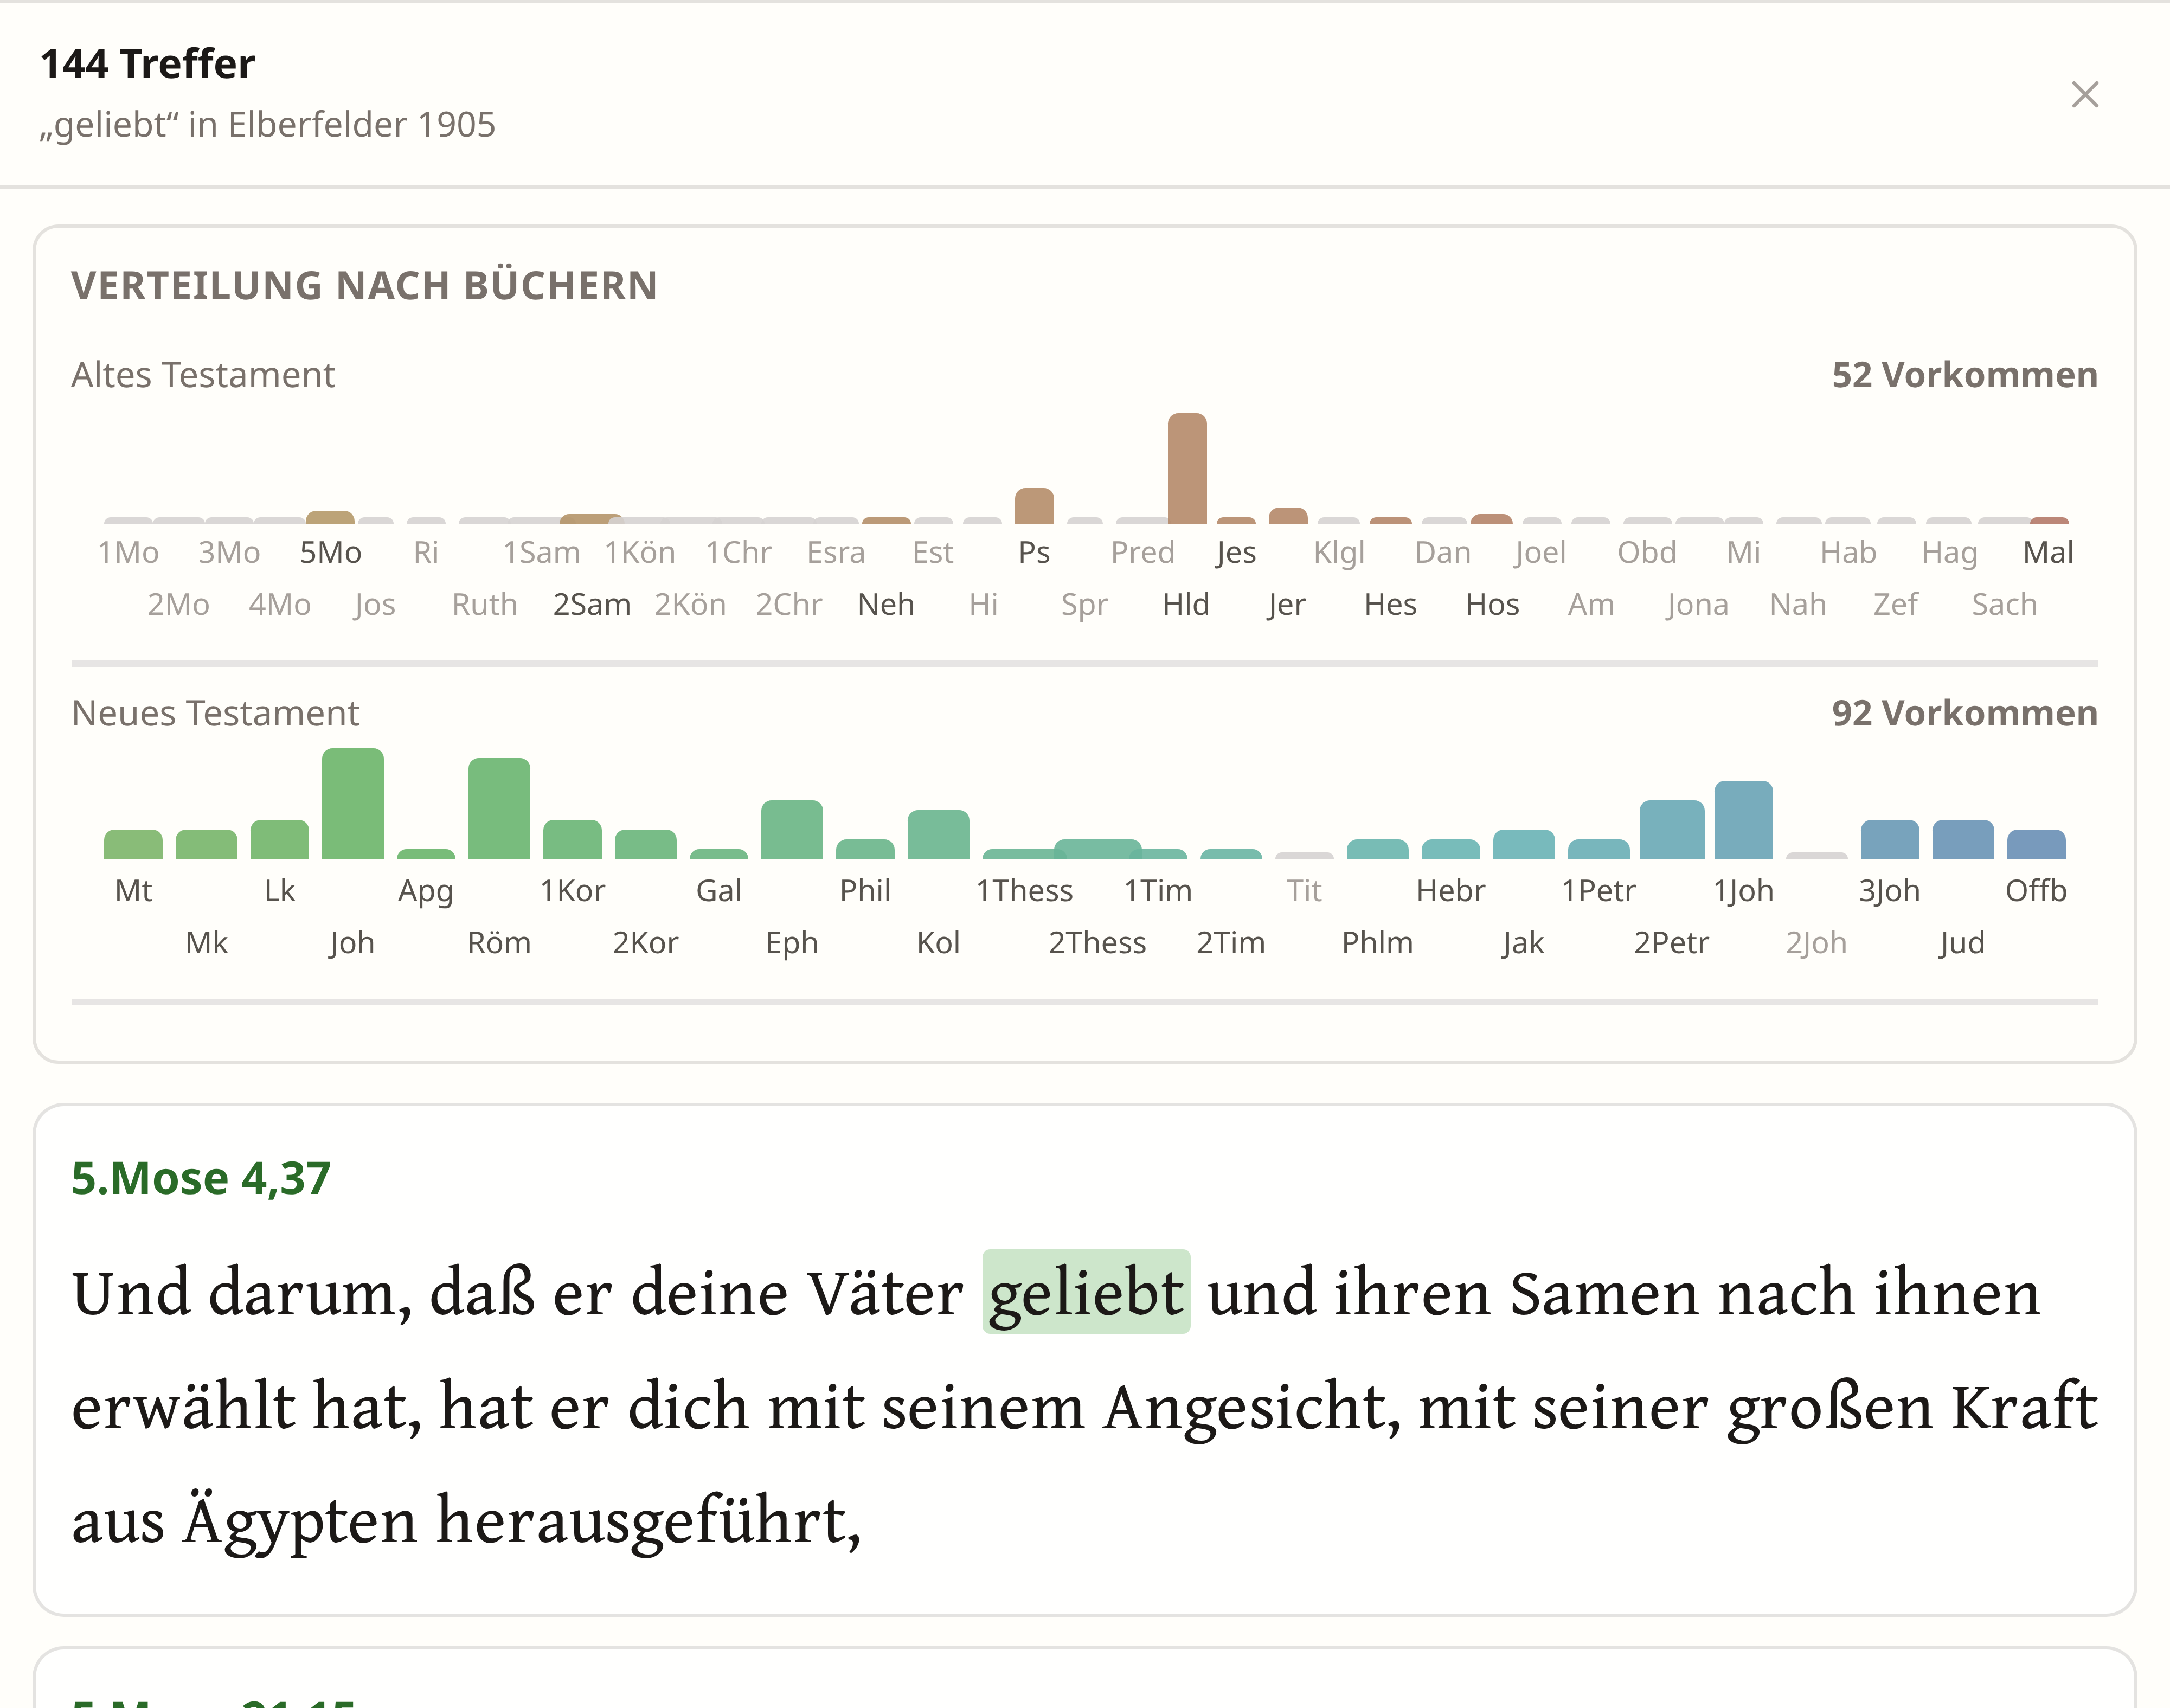 144 Treffer
„geliebt“ in Elberfelder 1905
VERTEILUNG NACH BÜCHERN
Altes Testament
52 Vorkommen
1Mo 3Mo 5Mo Ri 1Sam 1Kön 1Chr Esra Est Ps Pred Jes Klgl Dan Joel Obd Mi Hab Hag Mal
2Mo 4Mo Jos Ruth 2Sam 2Kön 2Chr Neh Hi Spr Hld Jer Hes Hos Am Jona Nah Zef Sach
Neues Testament
92 Vorkommen
Mt Lk Apg 1Kor Gal Phil 1Thess 1Tim Tit Hebr 1Petr 1Joh 3Joh Offb
Mk Joh Röm 2Kor Eph Kol 2Thess 2Tim Phlm Jak 2Petr 2Joh Jud
5.Mose 4,37
Und darum, daß er deine Väter geliebt und ihren Samen nach ihnen
erwählt hat, hat er dich mit seinem Angesicht, mit seiner großen Kraft
aus Ägypten herausgeführt,